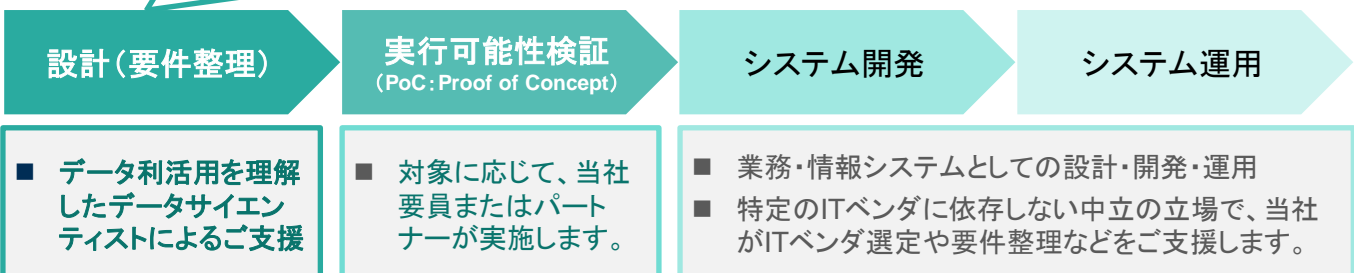 設計（要件整理）
実行可能性検証
（PoC：Proof of Concept）
システム開発
システム運用
■ データ利活用を理解
したデータサイエン
ティストによるご支援
■ 対象に応じて、当社
要員またはパート
ナーが実施します。
■ 業務・情報システムとしての設計・開発・運用
■ 特定のITベンダに依存しない中立の立場で、当社
がITベンダ選定や要件整理などをご支援します。